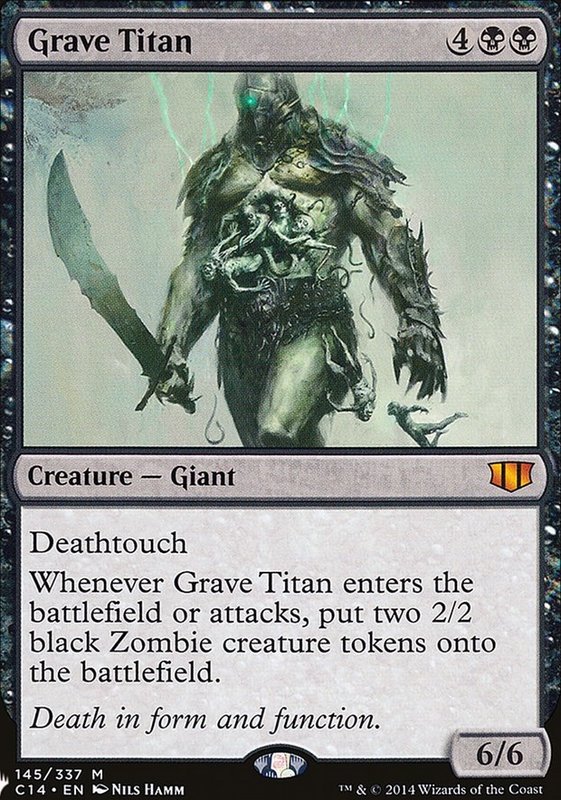 Grave Titan 4
Creature — Giant
Deathtouch
Whenever Grave Titan enters the
battlefield or attacks, put two 2/2
black Zombie creature tokens onto
the battlefield.
Death in form and function.
6/6
145/337 M
C14 • EN Nils Hamm
™ & © 2014 Wizards of the Coast